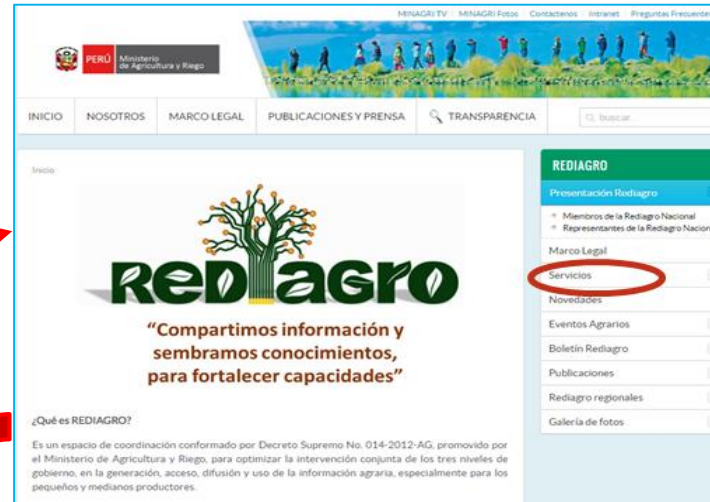 MINAGRI TV MINAGRI Fotos Contáctenos Intranet Preguntas Frecuentes
PERÚ Ministerio
de Agricultura y Riego
INICIO NOSOTROS MARCO LEGAL PUBLICACIONES Y PRENSA TRANSPARENCIA buscar...
Inicio
REDIAGRO
“Compartimos información y
sembramos conocimientos,
para fortalecer capacidades”
¿Qué es REDIAGRO?
Es un espacio de coordinación conformado por Decreto Supremo No. 014-2012-AG, promovido por
el Ministerio de Agricultura y Riego, para optimizar la intervención conjunta de los tres niveles de
gobierno, en la generación, acceso, difusión y uso de la información agraria, especialmente para los
pequeños y medianos productores.
REDIAGRO
Presentación Rediagro
Miembros de la Rediagro Nacional
Representantes de la Rediagro Nacion
Marco Legal
Servicios
Novedades
Eventos Agrarios
Boletín Rediagro
Publicaciones
Rediagro regionales
Galería de fotos